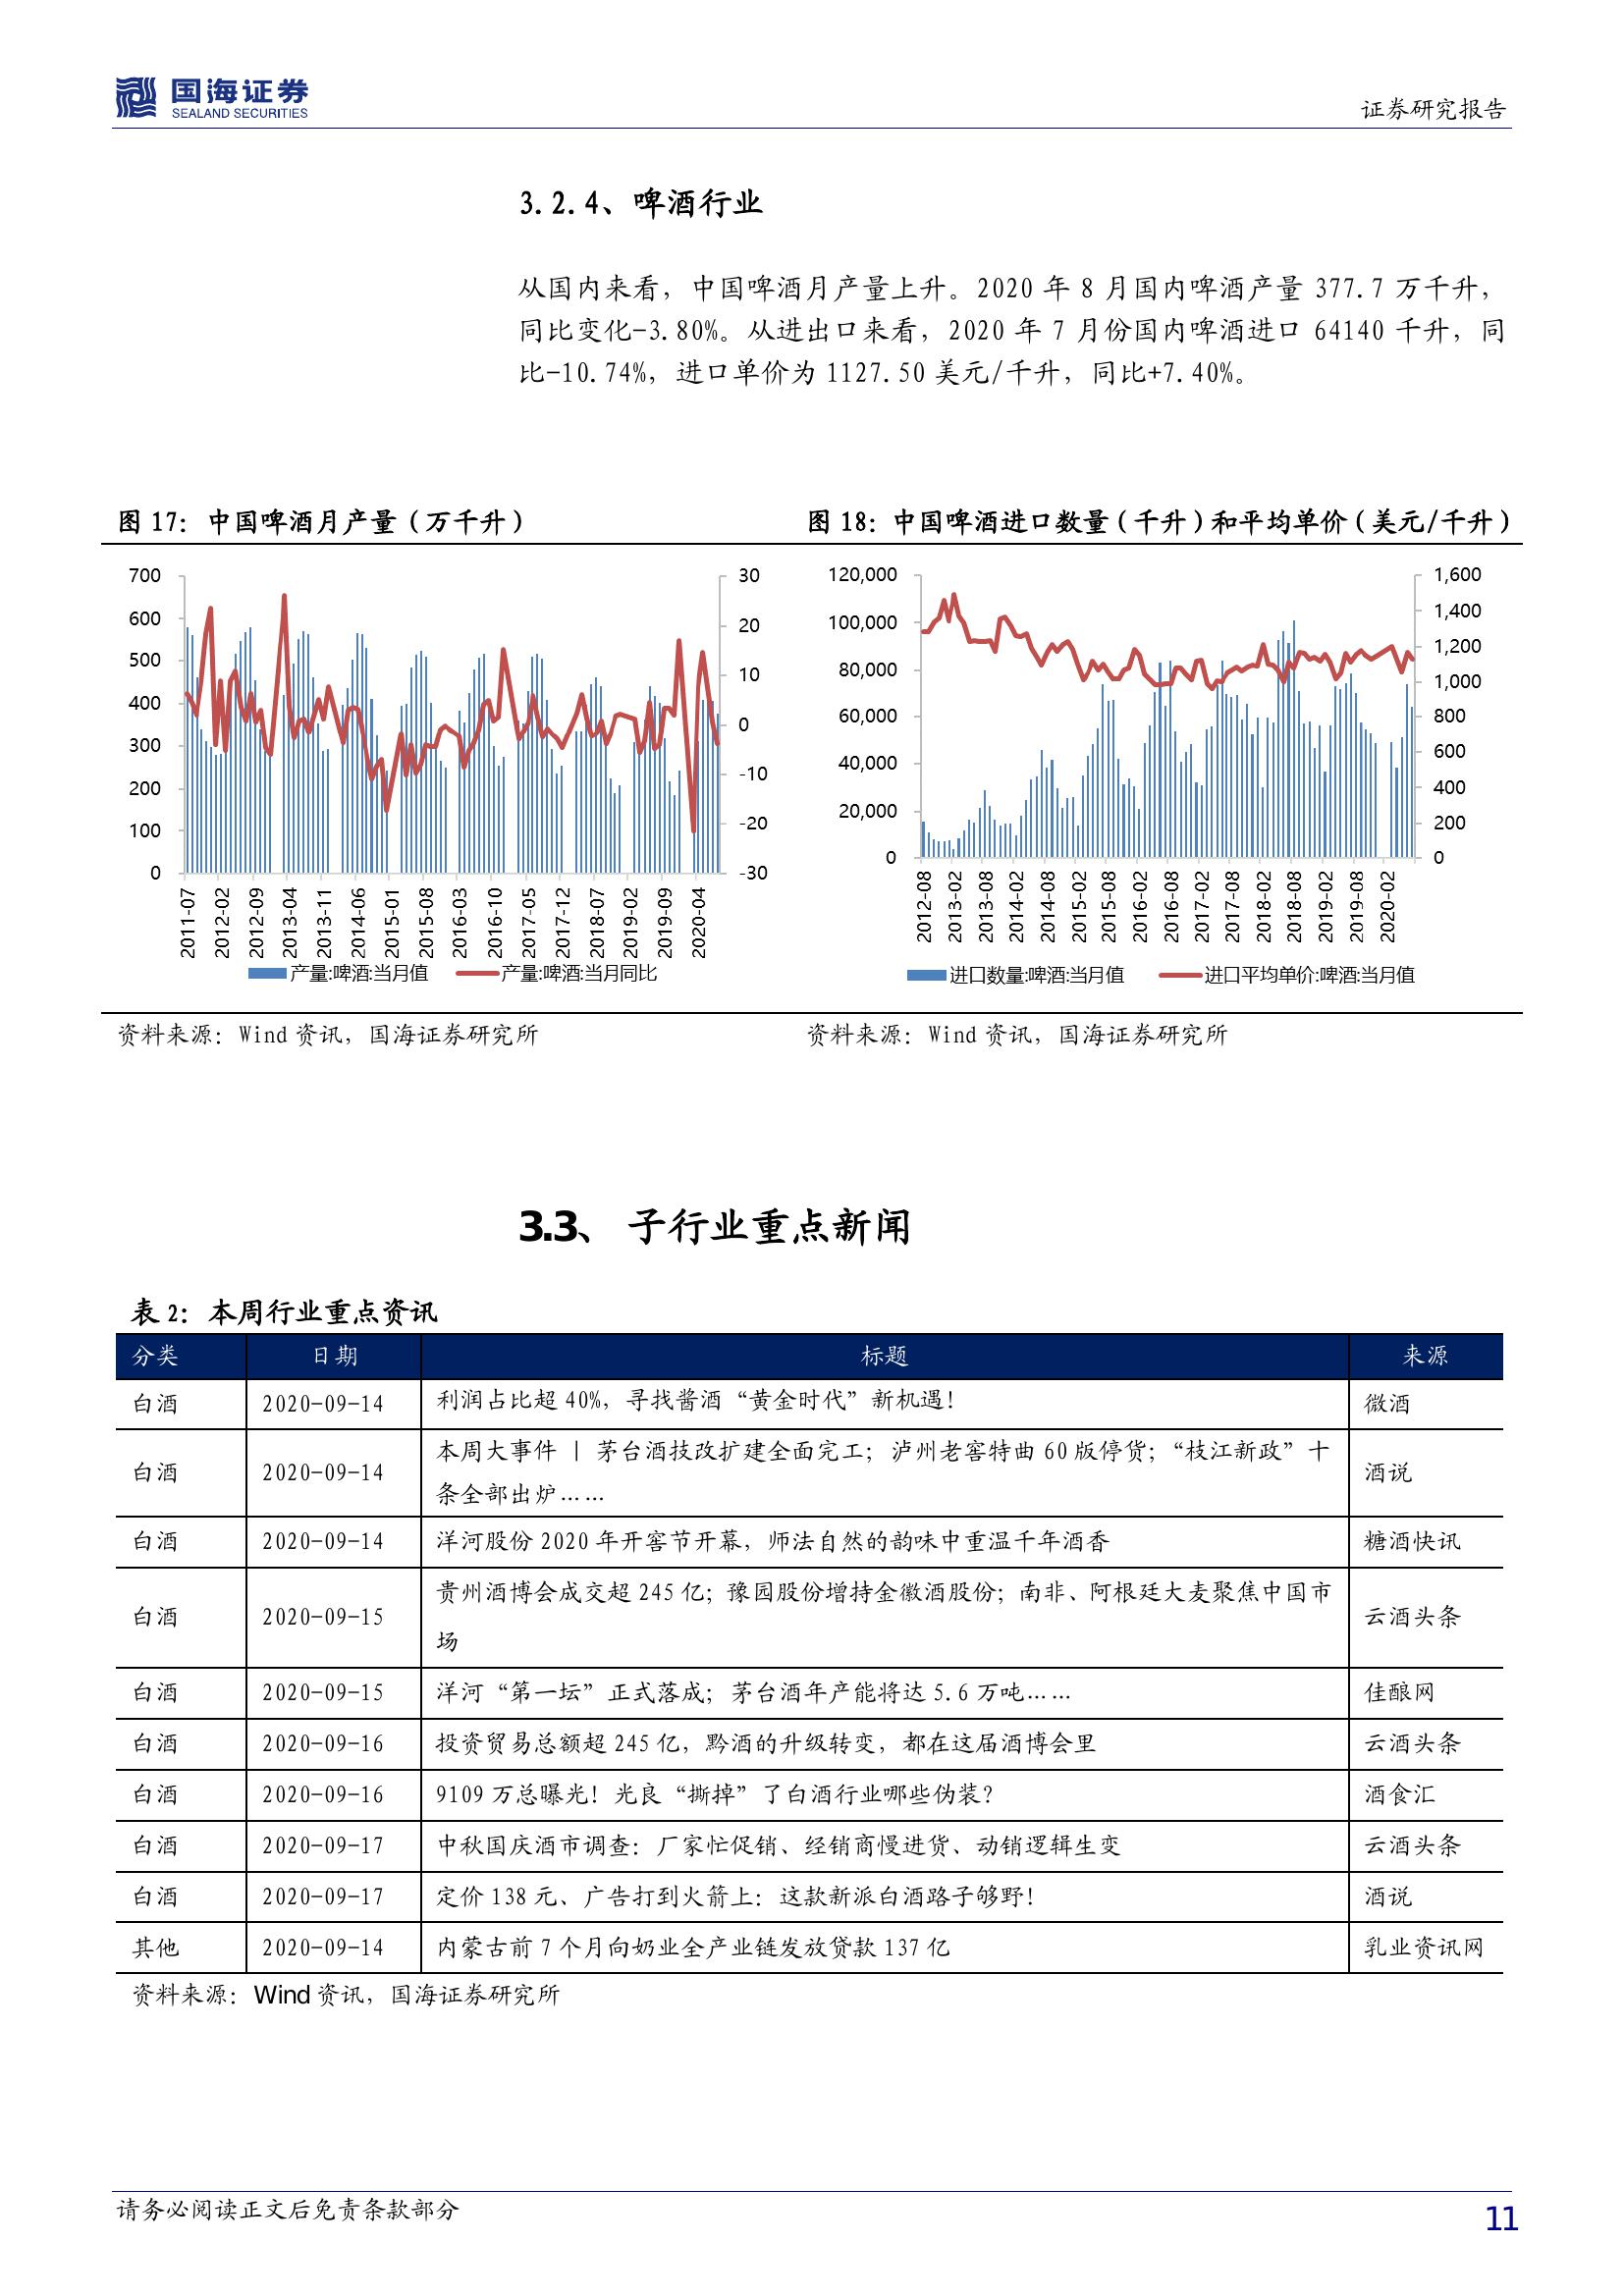 国海证券
SEALAND SECURITIES
证券研究报告
3.2.4、啤酒行业
从国内来看，中国啤酒月产量上升。2020 年 8 月国内啤酒产量 377.7 万千升，
同比变化-3.80%。从进出口来看，2020 年 7 月份国内啤酒进口 64140 千升，同
比-10.74%，进口单价为 1127.50 美元/千升，同比+7.40%。
图 17：中国啤酒月产量（万千升）
700
600
500
400
300
200
100
0
30
20
10
0
-10
-20
-30
2011-07
2012-02
2012-09
2013-04
2013-11
2014-06
2015-01
2015-08
2016-03
2016-10
2017-05
2017-12
2018-07
2019-02
2019-09
2020-04
产量:啤酒:当月值
产量:啤酒:当月同比
资料来源：Wind 资讯，国海证券研究所
图 18：中国啤酒进口数量（千升）和平均单价（美元/千升）
120,000
100,000
80,000
60,000
40,000
20,000
0
1,600
1,400
1,200
1,000
800
600
400
200
0
2012-08
2013-02
2013-08
2014-02
2014-08
2015-02
2015-08
2016-02
2016-08
2017-02
2017-08
2018-02
2018-08
2019-02
2019-08
2020-02
进口数量:啤酒:当月值
进口平均单价:啤酒:当月值
资料来源：Wind 资讯，国海证券研究所
3.3、 子行业重点新闻
表 2：本周行业重点资讯
分类 日期 标题 来源
白酒 2020-09-14 利润占比超 40%，寻找酱酒“黄金时代”新机遇！ 微酒
白酒 2020-09-14 本周大事件 丨 茅台酒技改扩建全面完工；泸州老窖特曲 60 版停货；“枝江新政”十 酒说
条全部出炉……
白酒 2020-09-14 洋河股份 2020 年开窖节开幕，师法自然的韵味中重温千年酒香 糖酒快讯
白酒 2020-09-15 贵州酒博会成交超 245 亿；豫园股份增持金徽酒股份；南非、阿根廷大麦聚焦中国市 云酒头条
场
白酒 2020-09-15 洋河“第一坛”正式落成；茅台酒年产能将达 5.6 万吨…… 佳酿网
白酒 2020-09-16 投资贸易总额超 245 亿，黔酒的升级转变，都在这届酒博会里 云酒头条
白酒 2020-09-16 9109 万总曝光！光良“撕掉”了白酒行业哪些伪装？ 酒食汇
白酒 2020-09-17 中秋国庆酒市调查：厂家忙促销、经销商慢进货、动销逻辑生变 云酒头条
白酒 2020-09-17 定价 138 元、广告打到火箭上：这款新派白酒路子够野！ 酒说
其他 2020-09-14 内蒙古前 7 个月向奶业全产业链发放贷款 137 亿 乳业资讯网
资料来源：Wind 资讯，国海证券研究所
请务必阅读正文后免责条款部分
11